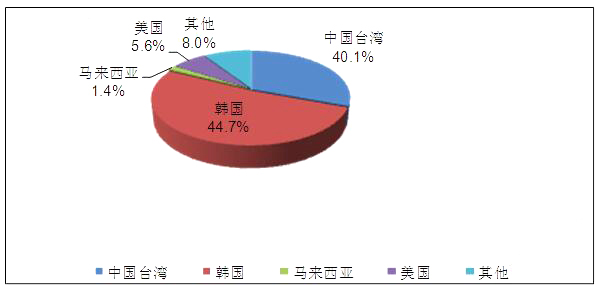 美国
5.6%
其他
8.0%
中国台湾
40.1%
马来西亚
1.4%
韩国
44.7%
中国台湾 韩国 马来西亚 美国 其他